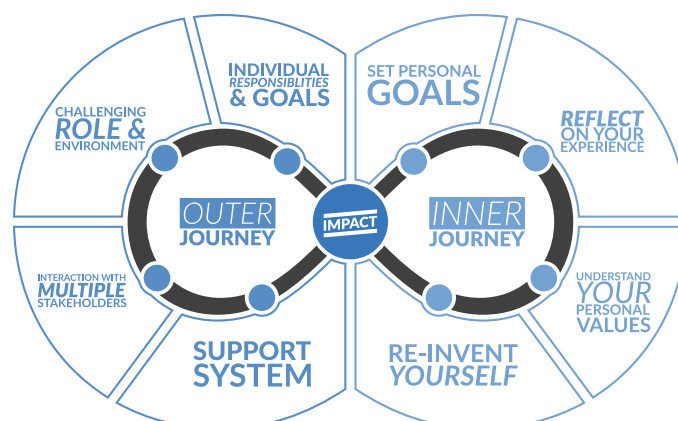 INDIVIDUAL
RESPONSIBLITIES
& GOALS
SET PERSONAL
GOALS
CHALLENGING
ROLE &
ENVIRONMENT
REFLECT
ON YOUR
EXPERIENCE
OUTER
JOURNEY
IMPACT
INNER
JOURNEY
INTERACTION WITH
MULTIPLE
STAKEHOLDERS
UNDERSTAND
YOUR
PERSONAL
VALUES
SUPPORT
SYSTEM
RE-INVENT
YOURSELF